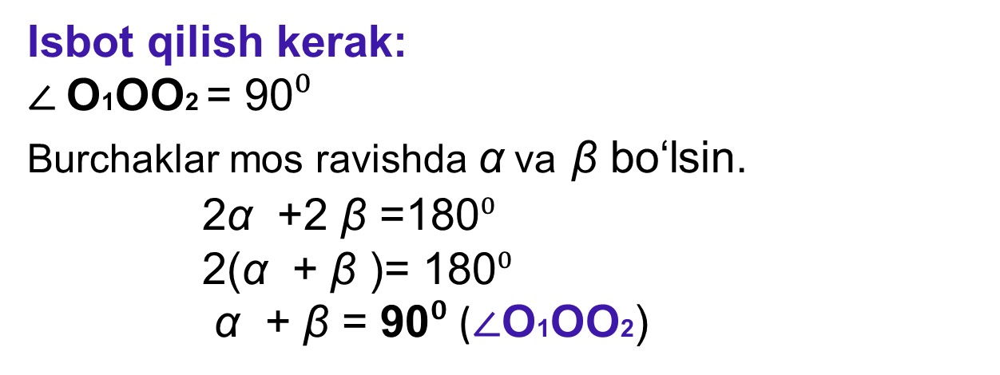 Isbot qilish kerak:
∠ O₁OO₂ = 90⁰
Burchaklar mos ravishda α va β bo‘lsin.
2α +2 β =180⁰
2(α + β )= 180⁰
α + β = 90⁰ (∠O₁OO₂)